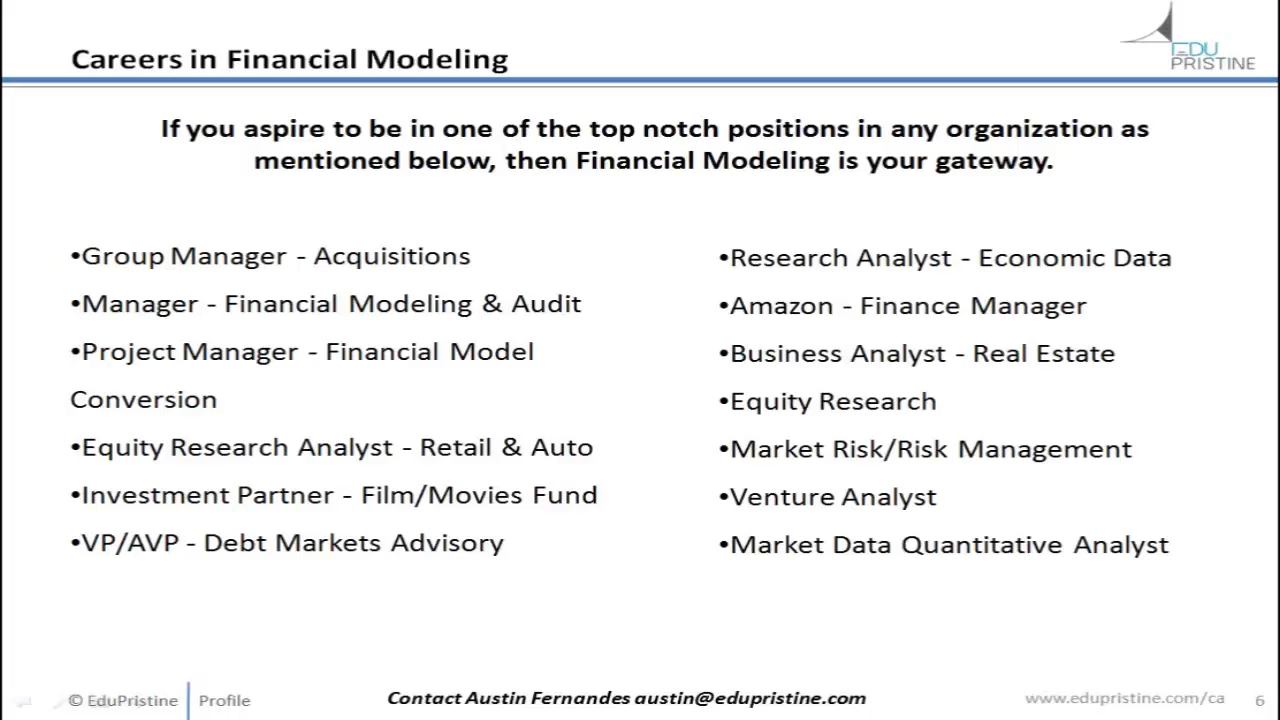 Careers in Financial Modeling
EDU
PRISTINE
If you aspire to be in one of the top notch positions in any organization as
mentioned below, then Financial Modeling is your gateway.
•Group Manager - Acquisitions
•Manager - Financial Modeling & Audit
•Project Manager - Financial Model
Conversion
•Equity Research Analyst - Retail & Auto
•Investment Partner - Film/Movies Fund
•VP/AVP - Debt Markets Advisory
•Research Analyst - Economic Data
•Amazon - Finance Manager
•Business Analyst - Real Estate
•Equity Research
•Market Risk/Risk Management
•Venture Analyst
•Market Data Quantitative Analyst
© EduPristine
Profile
Contact Austin Fernandes austin@edupristine.com
www.edupristine.com/ca
6